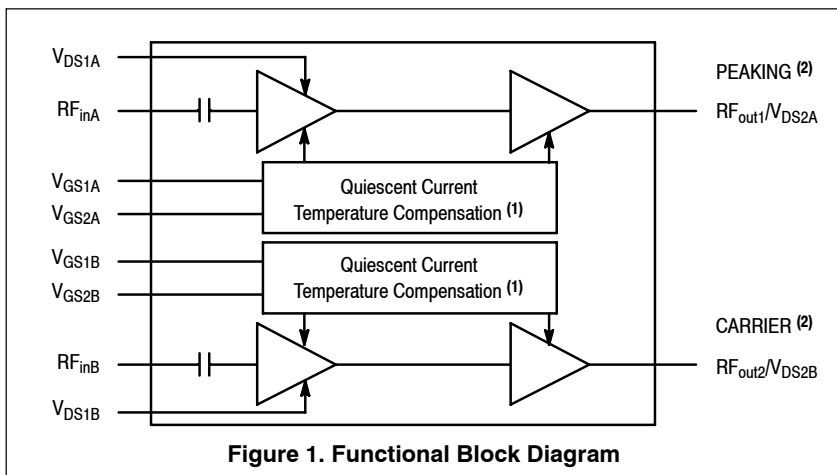 V_DS1A
RF_inA
V_GS1A
V_GS2A
V_GS1B
V_GS2B
RF_inB
V_DS1B
Quiescent Current
Temperature Compensation (1)
Quiescent Current
Temperature Compensation (1)
PEAKING (2)
RF_out1/V_DS2A
CARRIER (2)
RF_out2/V_DS2B
Figure 1. Functional Block Diagram